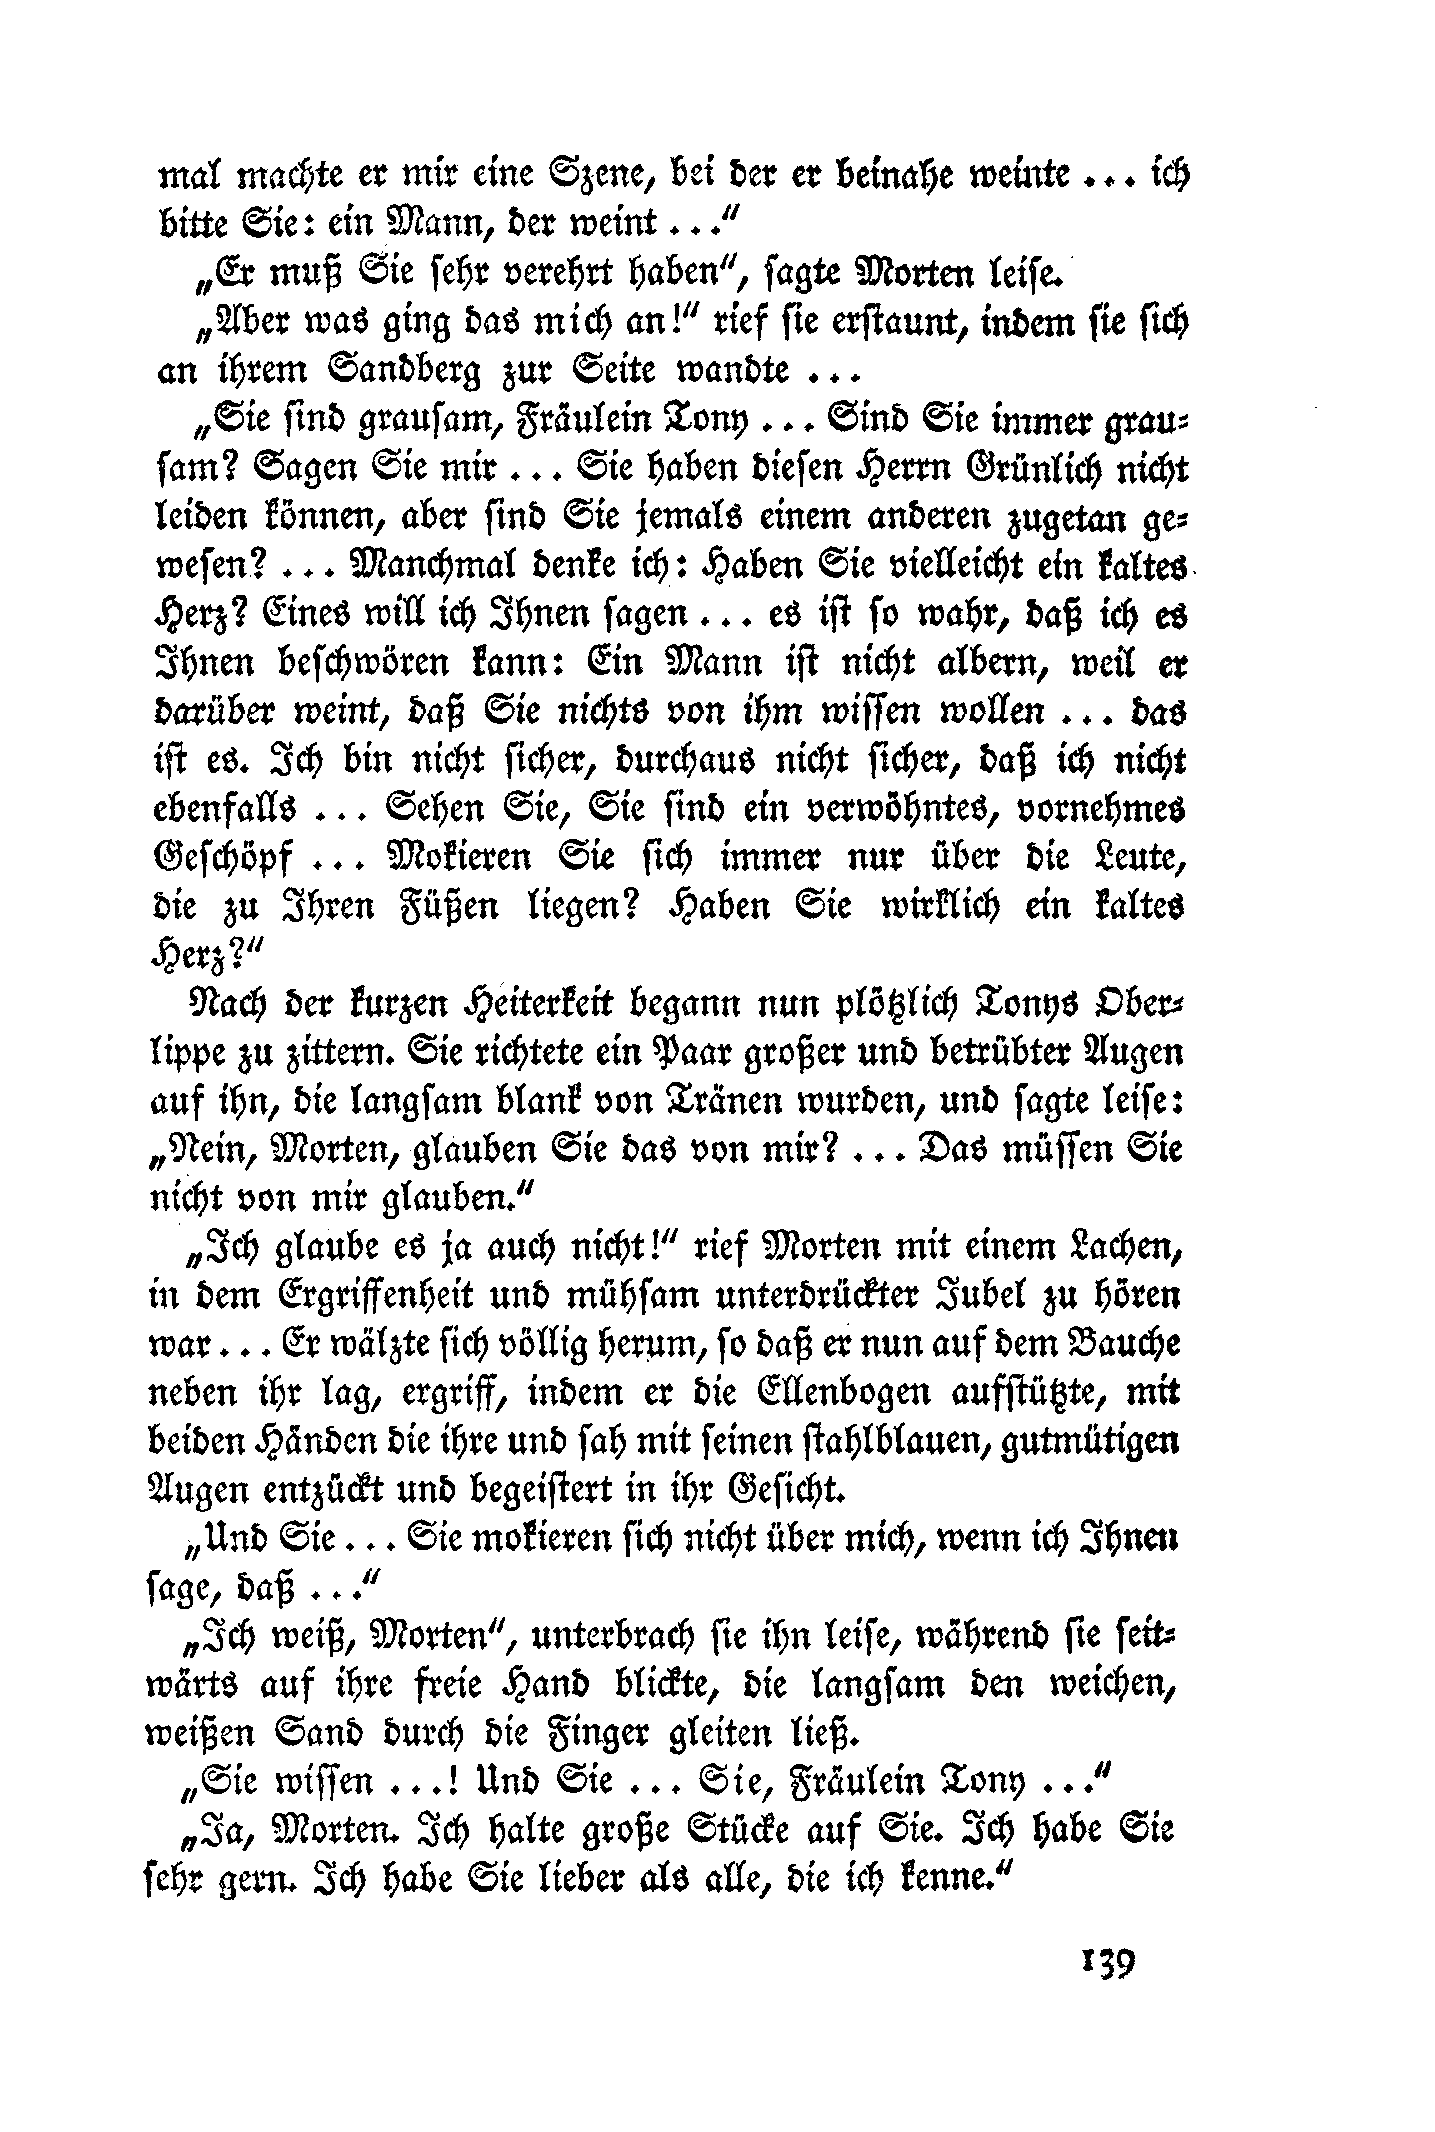 mal machte er mir eine Szene, bei der er beinahe weinte ... ich
bitte Sie: ein Mann, der weint ...“
„Er muß Sie sehr verehrt haben“, sagte Morten leise.
„Aber was ging das mich an!“ rief sie erstaunt, indem sie sich
an ihrem Sandberg zur Seite wandte ...
„Sie sind grausam, Fräulein Tony ... Sind Sie immer grau-
sam? Sagen Sie mir ... Sie haben diesen Herrn Grünlich nicht
leiden können, aber sind Sie jemals einem anderen zugetan ge-
wesen? ... Manchmal denke ich: Haben Sie vielleicht ein kaltes
Herz? Eines will ich Ihnen sagen ... es ist so wahr, daß ich es
Ihnen beschwören kann: Ein Mann ist nicht albern, weil er
darüber weint, daß Sie nichts von ihm wissen wollen ... das
ist es. Ich bin nicht sicher, durchaus nicht sicher, daß ich nicht
ebenfalls ... Sehen Sie, Sie sind ein verwöhntes, vornehmes
Geschöpf ... Mokieren Sie sich immer nur über die Leute,
die zu Ihren Füßen liegen? Haben Sie wirklich ein kaltes
Herz?“
Nach der kurzen Heiterkeit begann nun plötzlich Tonys Ober-
lippe zu zittern. Sie richtete ein Paar großer und betrübter Augen
auf ihn, die langsam blank von Tränen wurden, und sagte leise:
„Nein, Morten, glauben Sie das von mir? ... Das müssen Sie
nicht von mir glauben.“
„Ich glaube es ja auch nicht!“ rief Morten mit einem Lachen,
in dem Ergriffenheit und mühsam unterdrückter Jubel zu hören
war ... Er wälzte sich völlig herum, so daß er nun auf dem Bauche
neben ihr lag, ergriff, indem er die Ellenbogen aufstützte, mit
beiden Händen die ihre und sah mit seinen stahlblauen, gutmütigen
Augen entzückt und begeistert in ihr Gesicht.
„Und Sie ... Sie mokieren sich nicht über mich, wenn ich Ihnen
sage, daß ...“
„Ich weiß, Morten“, unterbrach sie ihn leise, während sie seit-
wärts auf ihre freie Hand blickte, die langsam den weichen,
weißen Sand durch die Finger gleiten ließ.
„Sie wissen ...! Und Sie ... Sie, Fräulein Tony ...“
„Ja, Morten. Ich halte große Stücke auf Sie. Ich habe Sie
sehr gern. Ich habe Sie lieber als alle, die ich kenne.“
139